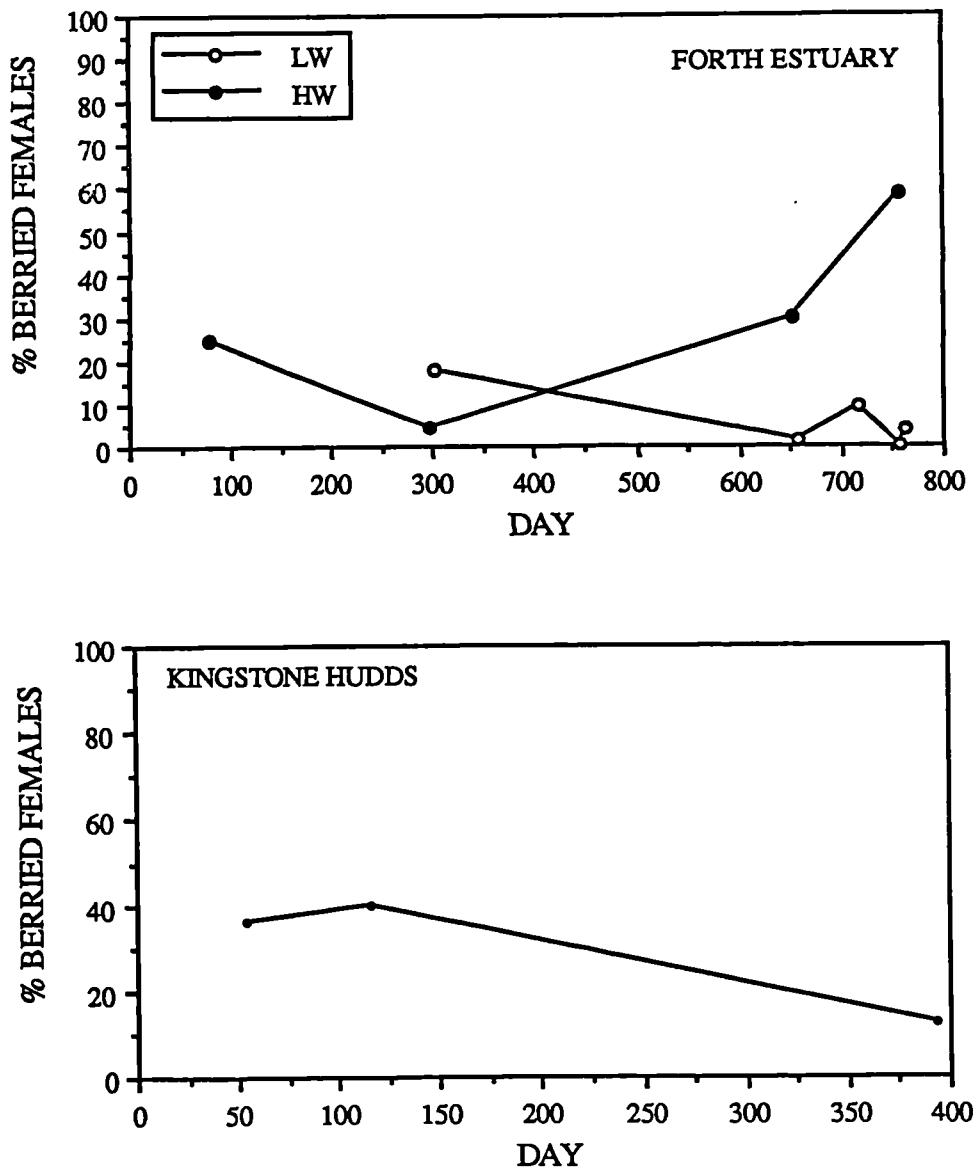 % BERRIED FEMALES
100
90
80
70
60
50
40
30
20
10
0
LW
HW
FORTH ESTUARY
0 100 200 300 400 500 600 700 800
DAY
% BERRIED FEMALES
100
80
60
40
20
0
KINGSTONE HUDDS
0 50 100 150 200 250 300 350 400
DAY